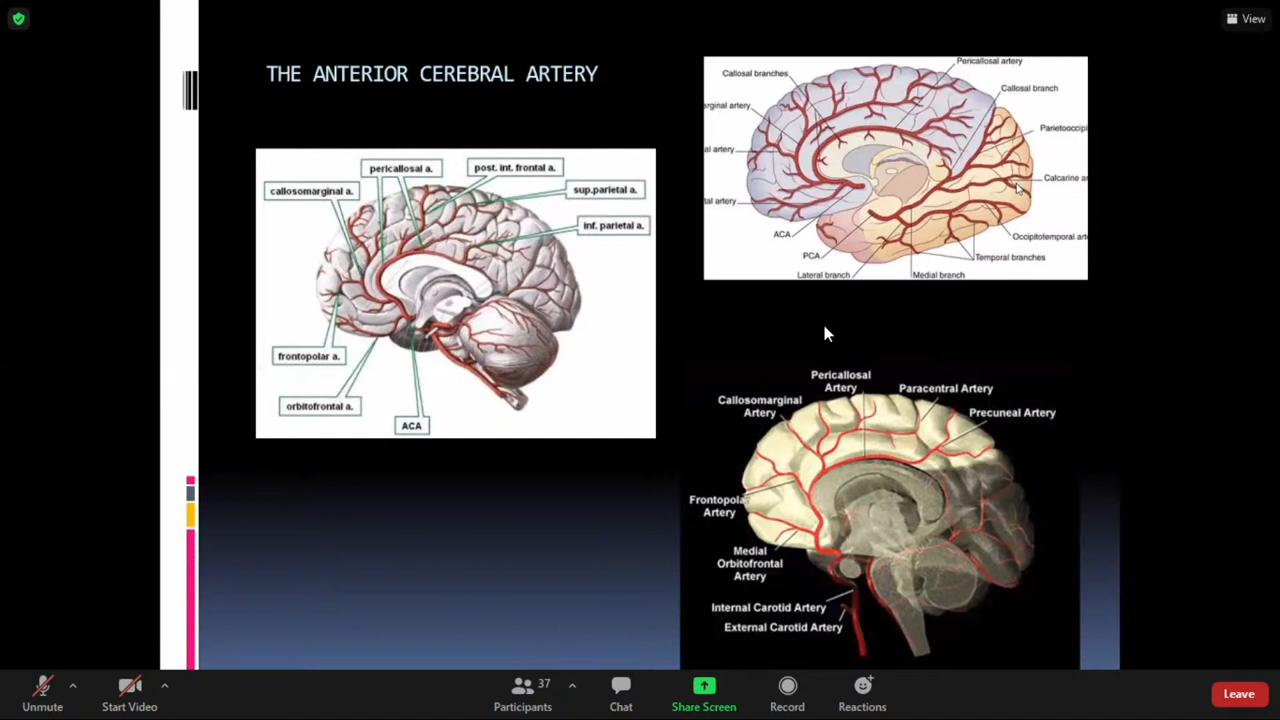 View
THE ANTERIOR CEREBRAL ARTERY
pericallosal a.
post. int. frontal a.
callosomarginal a.
sup.parietal a.
inf. parietal a.
frontopolar a.
orbitofrontal a.
ACA
Pericallosal artery
Callosal branches
Callosal branch
rginal artery
Parietooccipi
al artery
Calcarine ar
tal artery
ACA
Occipitotemporal art
PCA
Temporal branches
Lateral branch
Medial branch
Pericallosal
Artery
Paracentral Artery
Callosomarginal
Artery
Precuneal Artery
Frontopola
Artery
Medial
Orbitofrontal
Artery
Internal Carotid Artery
External Carotid Artery
Unmute
Start Video
37
Participants
Chat
Share Screen
Record
Reactions
Leave